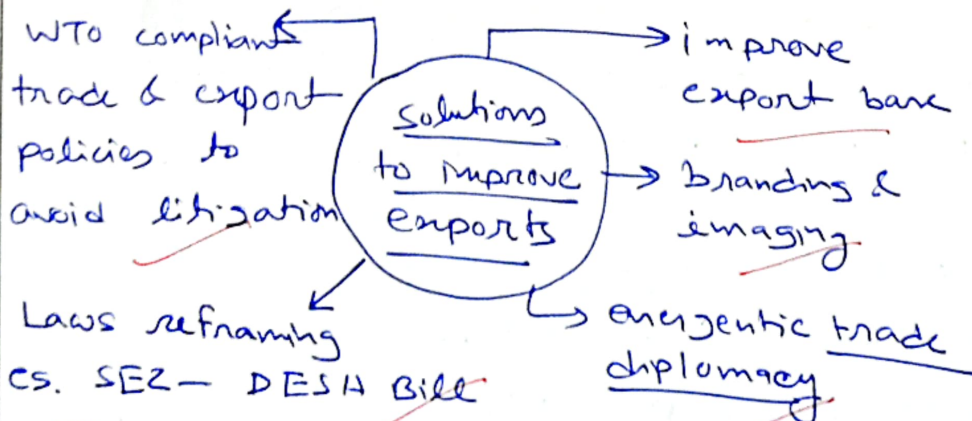 WTO compliant
trade & export
policies to
avoid litigation
solutions
to improve
exports
improve
export base
branding &
imaging
energentic trade
diplomacy
Laws reframing
es. SEZ - DESH Bill